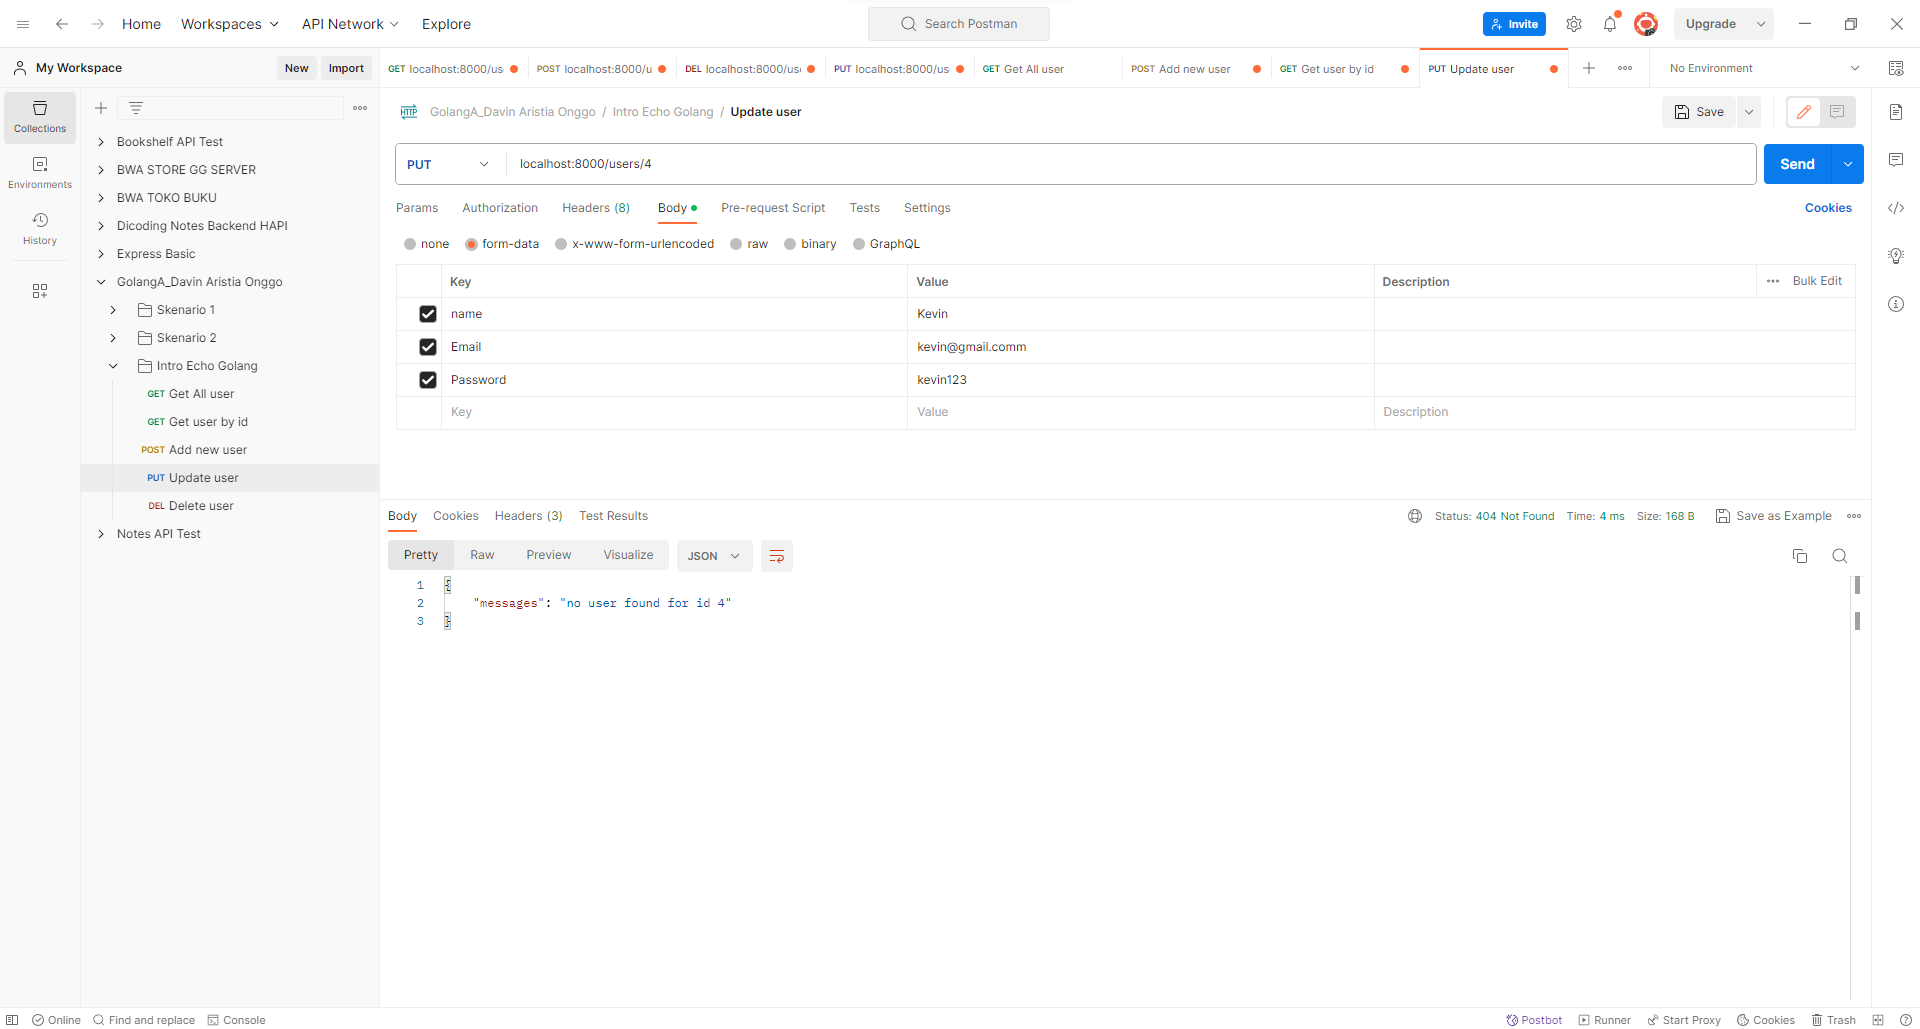 Home Workspaces API Network Explore Search Postman Invite Upgrade
My Workspace New Import GET localhost:8000/us POST localhost:8000/u DEL localhost:8000/us PUT localhost:8000/us GET Get All user POST Add new user GET Get user by id PUT Update user No Environment
Collections
Environments
History
Bookshelf API Test
BWA STORE GG SERVER
BWA TOKO BUKU
Dicoding Notes Backend HAPI
Express Basic
GolangA_Davin Aristia Onggo
Skenario 1
Skenario 2
Intro Echo Golang
GET Get All user
GET Get user by id
POST Add new user
PUT Update user
DEL Delete user
Notes API Test
HTTP GolangA_Davin Aristia Onggo / Intro Echo Golang / Update user Save
PUT localhost:8000/users/4 Send
Params Authorization Headers (8) Body Pre-request Script Tests Settings Cookies
none form-data x-www-form-urlencoded raw binary GraphQL
Key Value Description Bulk Edit
name Kevin
Email kevin@gmail.comm
Password kevin123
Key Value Description
Body Cookies Headers (3) Test Results Status: 404 Not Found Time: 4 ms Size: 168 B Save as Example
Pretty Raw Preview Visualize JSON
1 {
2 "messages": "no user found for id 4"
3 }
Online Find and replace Console Postbot Runner Start Proxy Cookies Trash